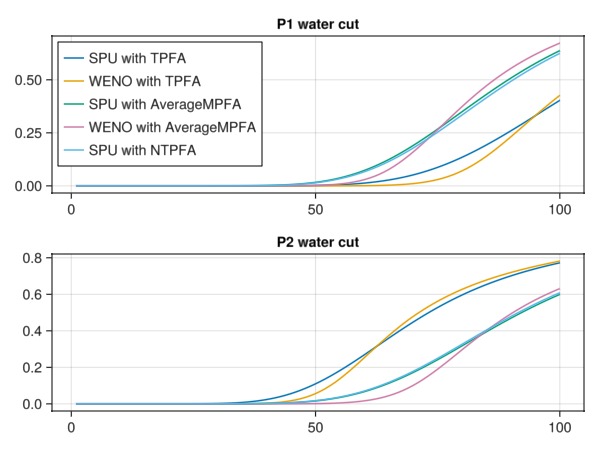 P1 water cut
SPU with TPFA
WENO with TPFA
SPU with AverageMPFA
WENO with AverageMPFA
SPU with NTPFA
0.50
0.25
0.00
0 50 100
P2 water cut
0.8
0.6
0.4
0.2
0.0
0 50 100